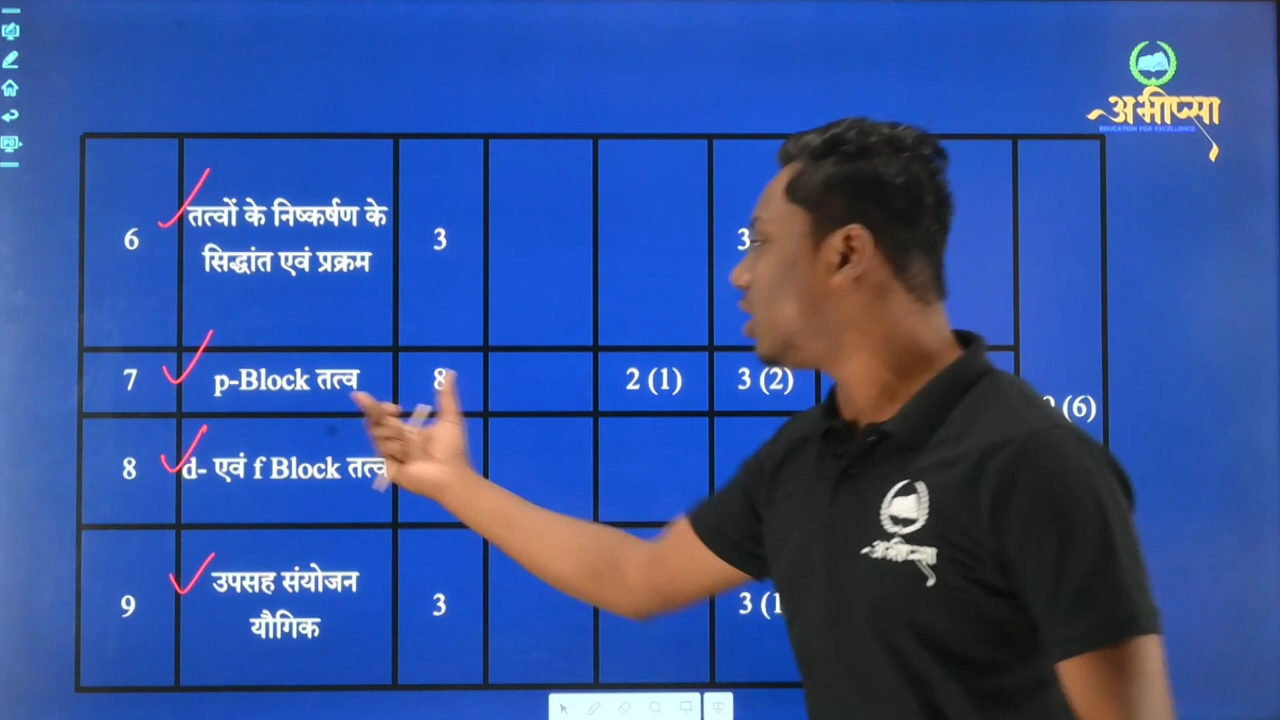 अभीप्सा
EDUCATION FOR EXCELLENCE
6 तत्वों के निष्कर्षण के 3
सिद्धांत एवं प्रक्रम
7 p-Block तत्व 8 2 (1) 3 (2)
(6)
8 d- एवं f Block तत्व
9 उपसह संयोजन 3 3 (1
यौगिक
अभीप्सा